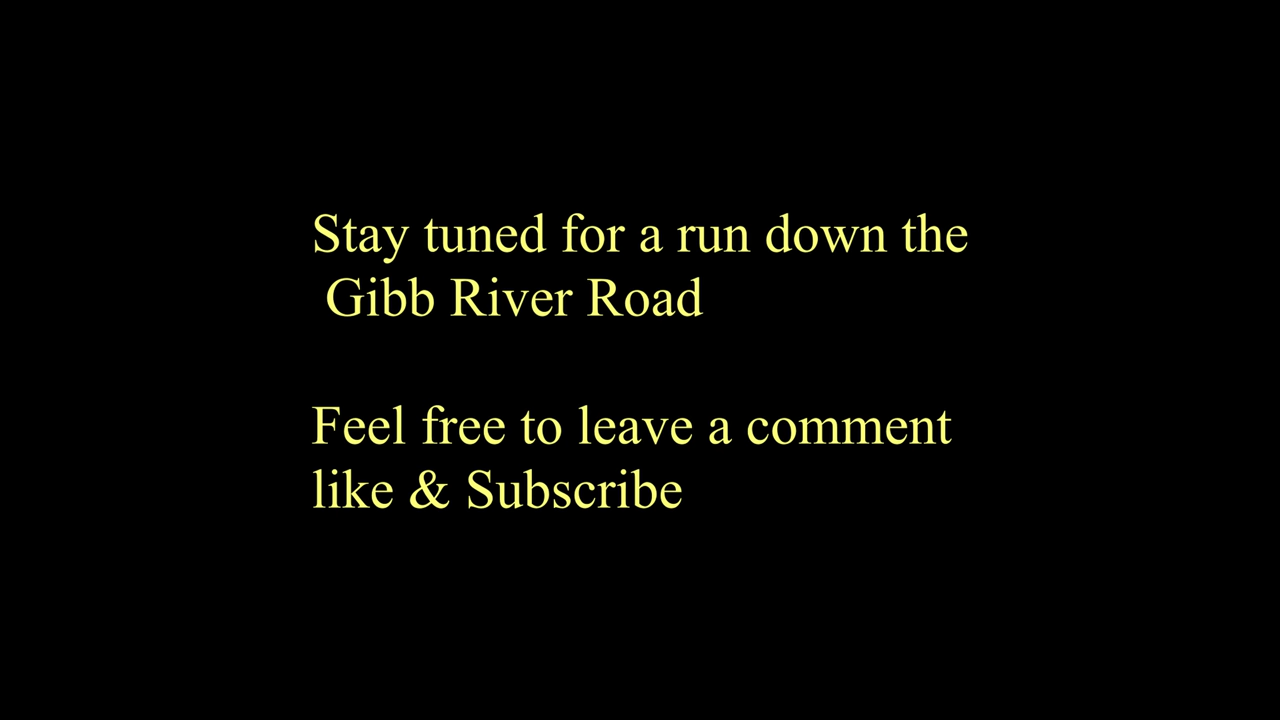 Stay tuned for a run down the
Gibb River Road
Feel free to leave a comment
like & Subscribe